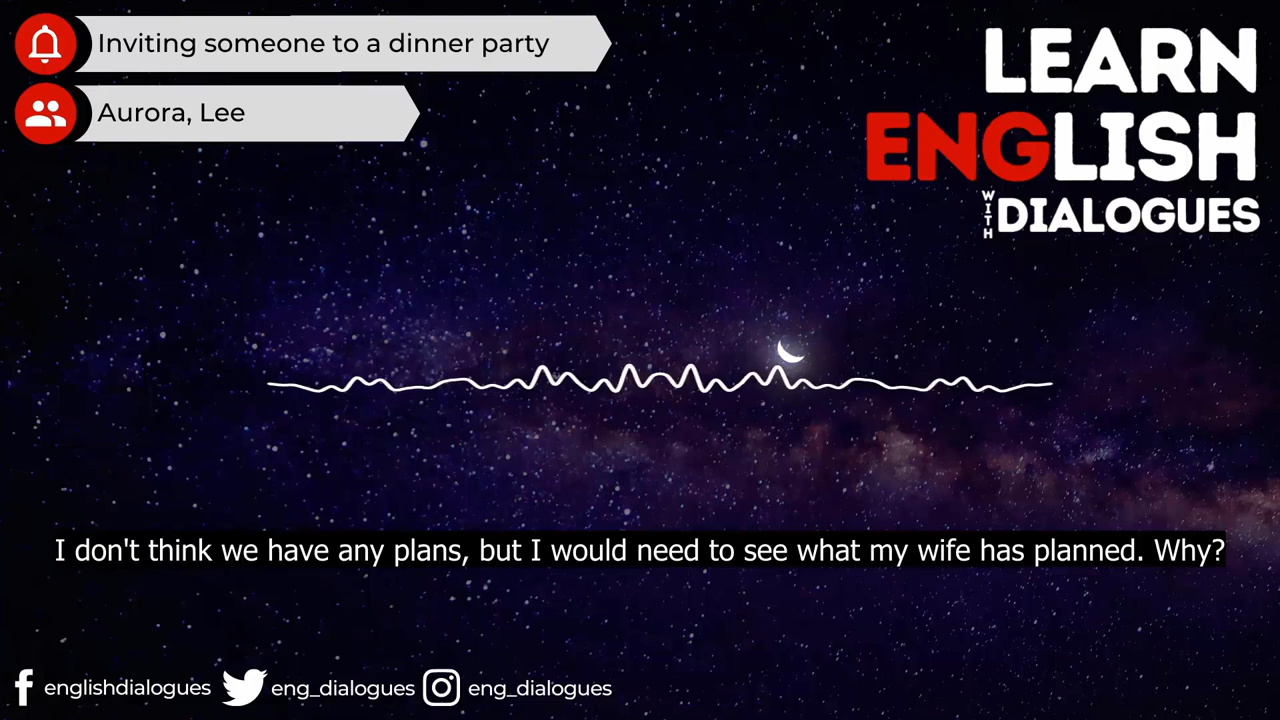 Inviting someone to a dinner party
Aurora, Lee
LEARN
ENGLISH
WITH DIALOGUES
I don't think we have any plans, but I would need to see what my wife has planned. Why?
englishdialogues eng_dialogues eng_dialogues